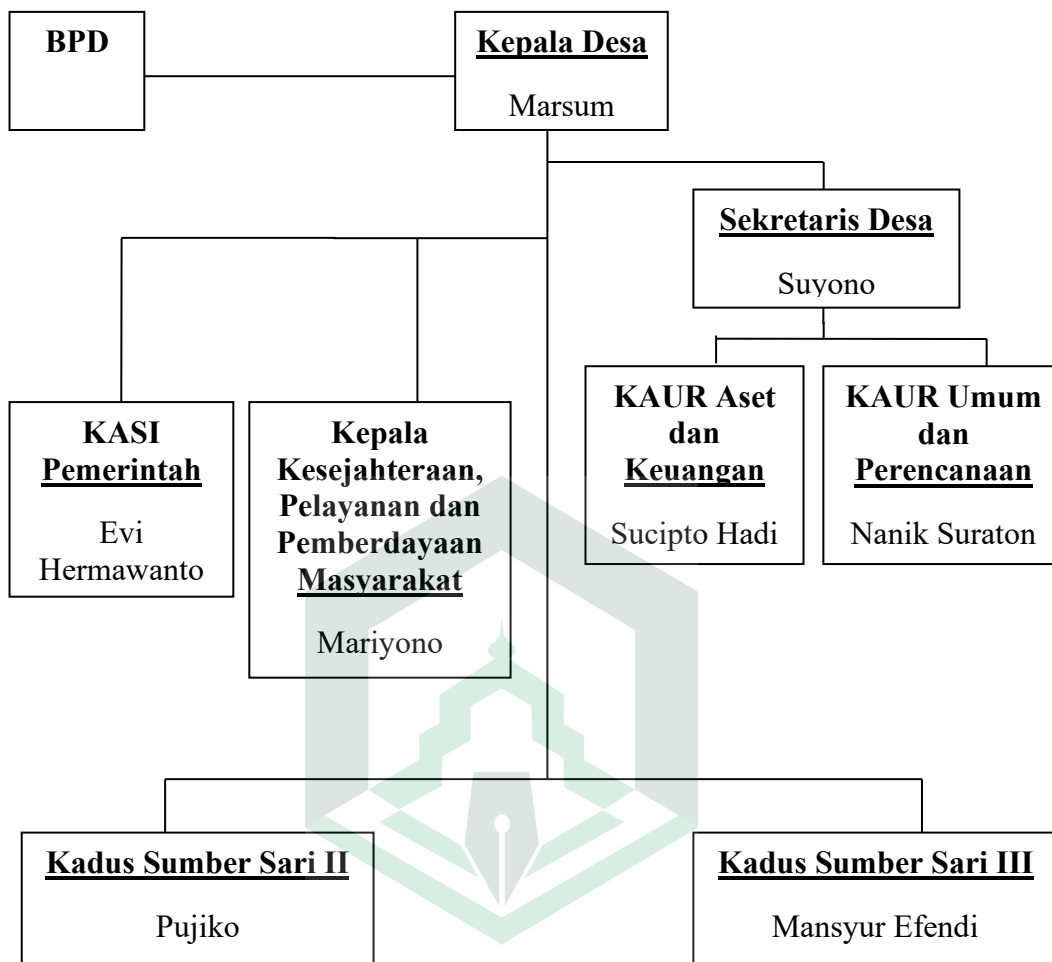 BPD
Kepala Desa
Marsum
Sekretaris Desa
Suyono
KASI
Pemerintah
Evi
Hermawanto
Kepala
Kesejahteraan,
Pelayanan dan
Pemberdayaan
Masyarakat
Mariyono
KAUR Aset
dan
Keuangan
Sucipto Hadi
KAUR Umum
dan
Perencanaan
Nanik Suraton
Kadus Sumber Sari II
Pujiko
Kadus Sumber Sari III
Mansyur Efendi